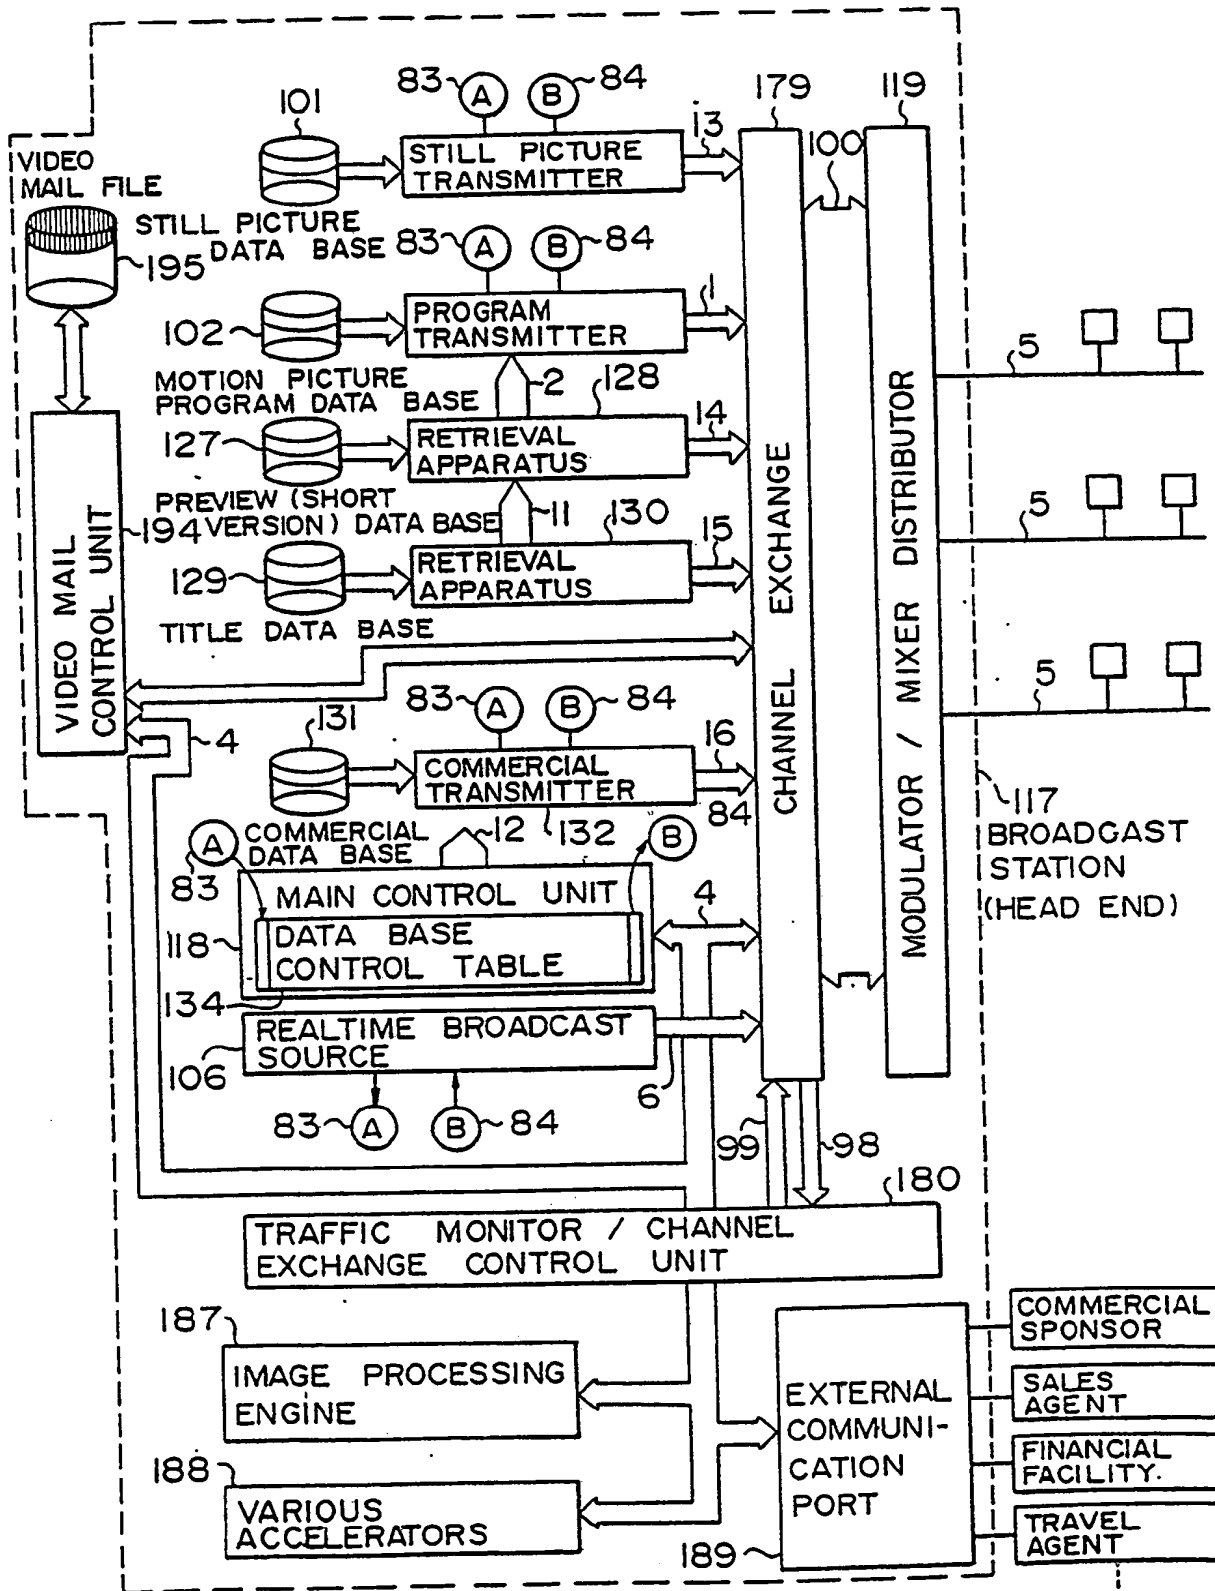 83
A
B
84
179
119
101
13
100
VIDEO
MAIL FILE
STILL PICTURE
TRANSMITTER
STILL PICTURE
DATA BASE
195
83
A
B
84
102
PROGRAM
TRANSMITTER
1
5
MOTION PICTURE
PROGRAM DATA BASE
2
128
127
RETRIEVAL
APPARATUS
14
PREVIEW (SHORT
VERSION) DATA BASE
194
11
130
5
129
RETRIEVAL
APPARATUS
15
TITLE DATA BASE
VIDEO MAIL
CONTROL UNIT
CHANNEL EXCHANGE
MODULATOR / MIXER DISTRIBUTOR
5
4
131
83
A
B
84
COMMERCIAL
TRANSMITTER
16
84
117
BROADCAST
STATION
(HEAD END)
A
83
COMMERCIAL
DATA BASE
12
132
B
MAIN CONTROL UNIT
118
DATA BASE
CONTROL TABLE
4
134
REALTIME BROADCAST
SOURCE
106
6
83
A
B
84
99
98
180
TRAFFIC MONITOR / CHANNEL
EXCHANGE CONTROL UNIT
187
IMAGE PROCESSING
ENGINE
188
VARIOUS
ACCELERATORS
EXTERNAL
COMMUNI-
CATION
PORT
189
COMMERCIAL
SPONSOR
SALES
AGENT
FINANCIAL
FACILITY.
TRAVEL
AGENT